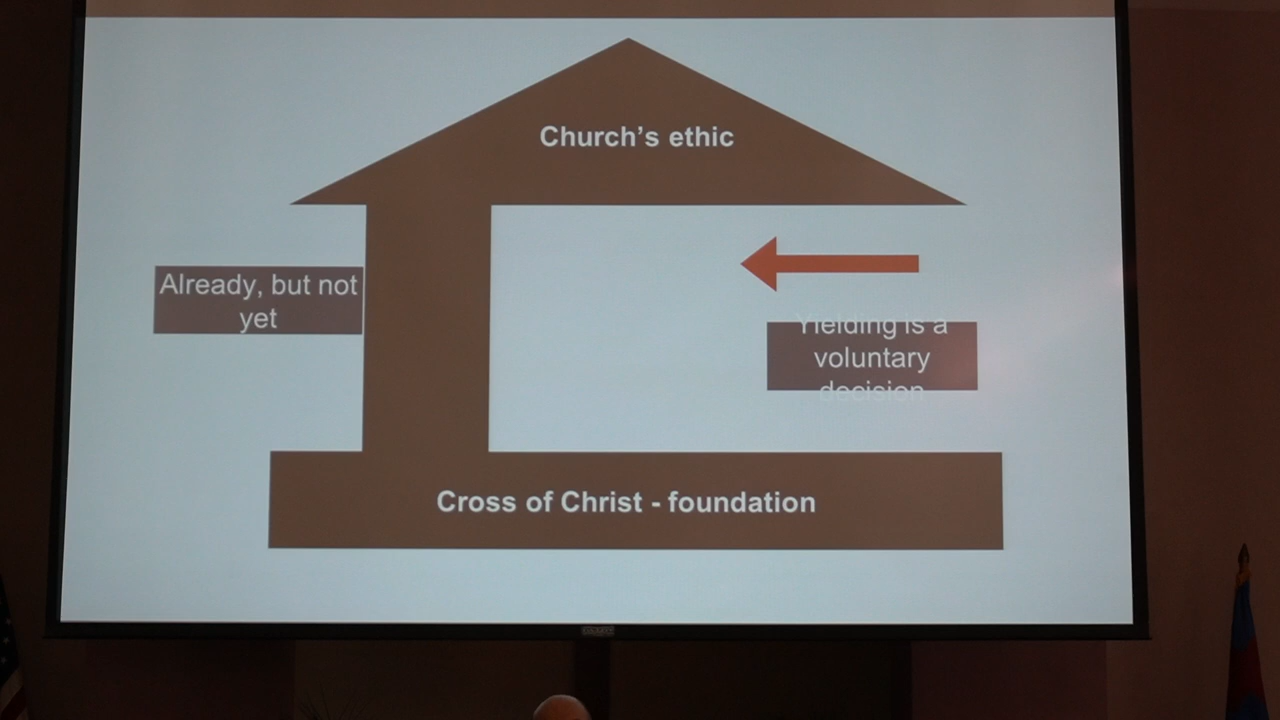 Church’s ethic
Already, but not
yet
Yielding is a
voluntary
decision
Cross of Christ - foundation